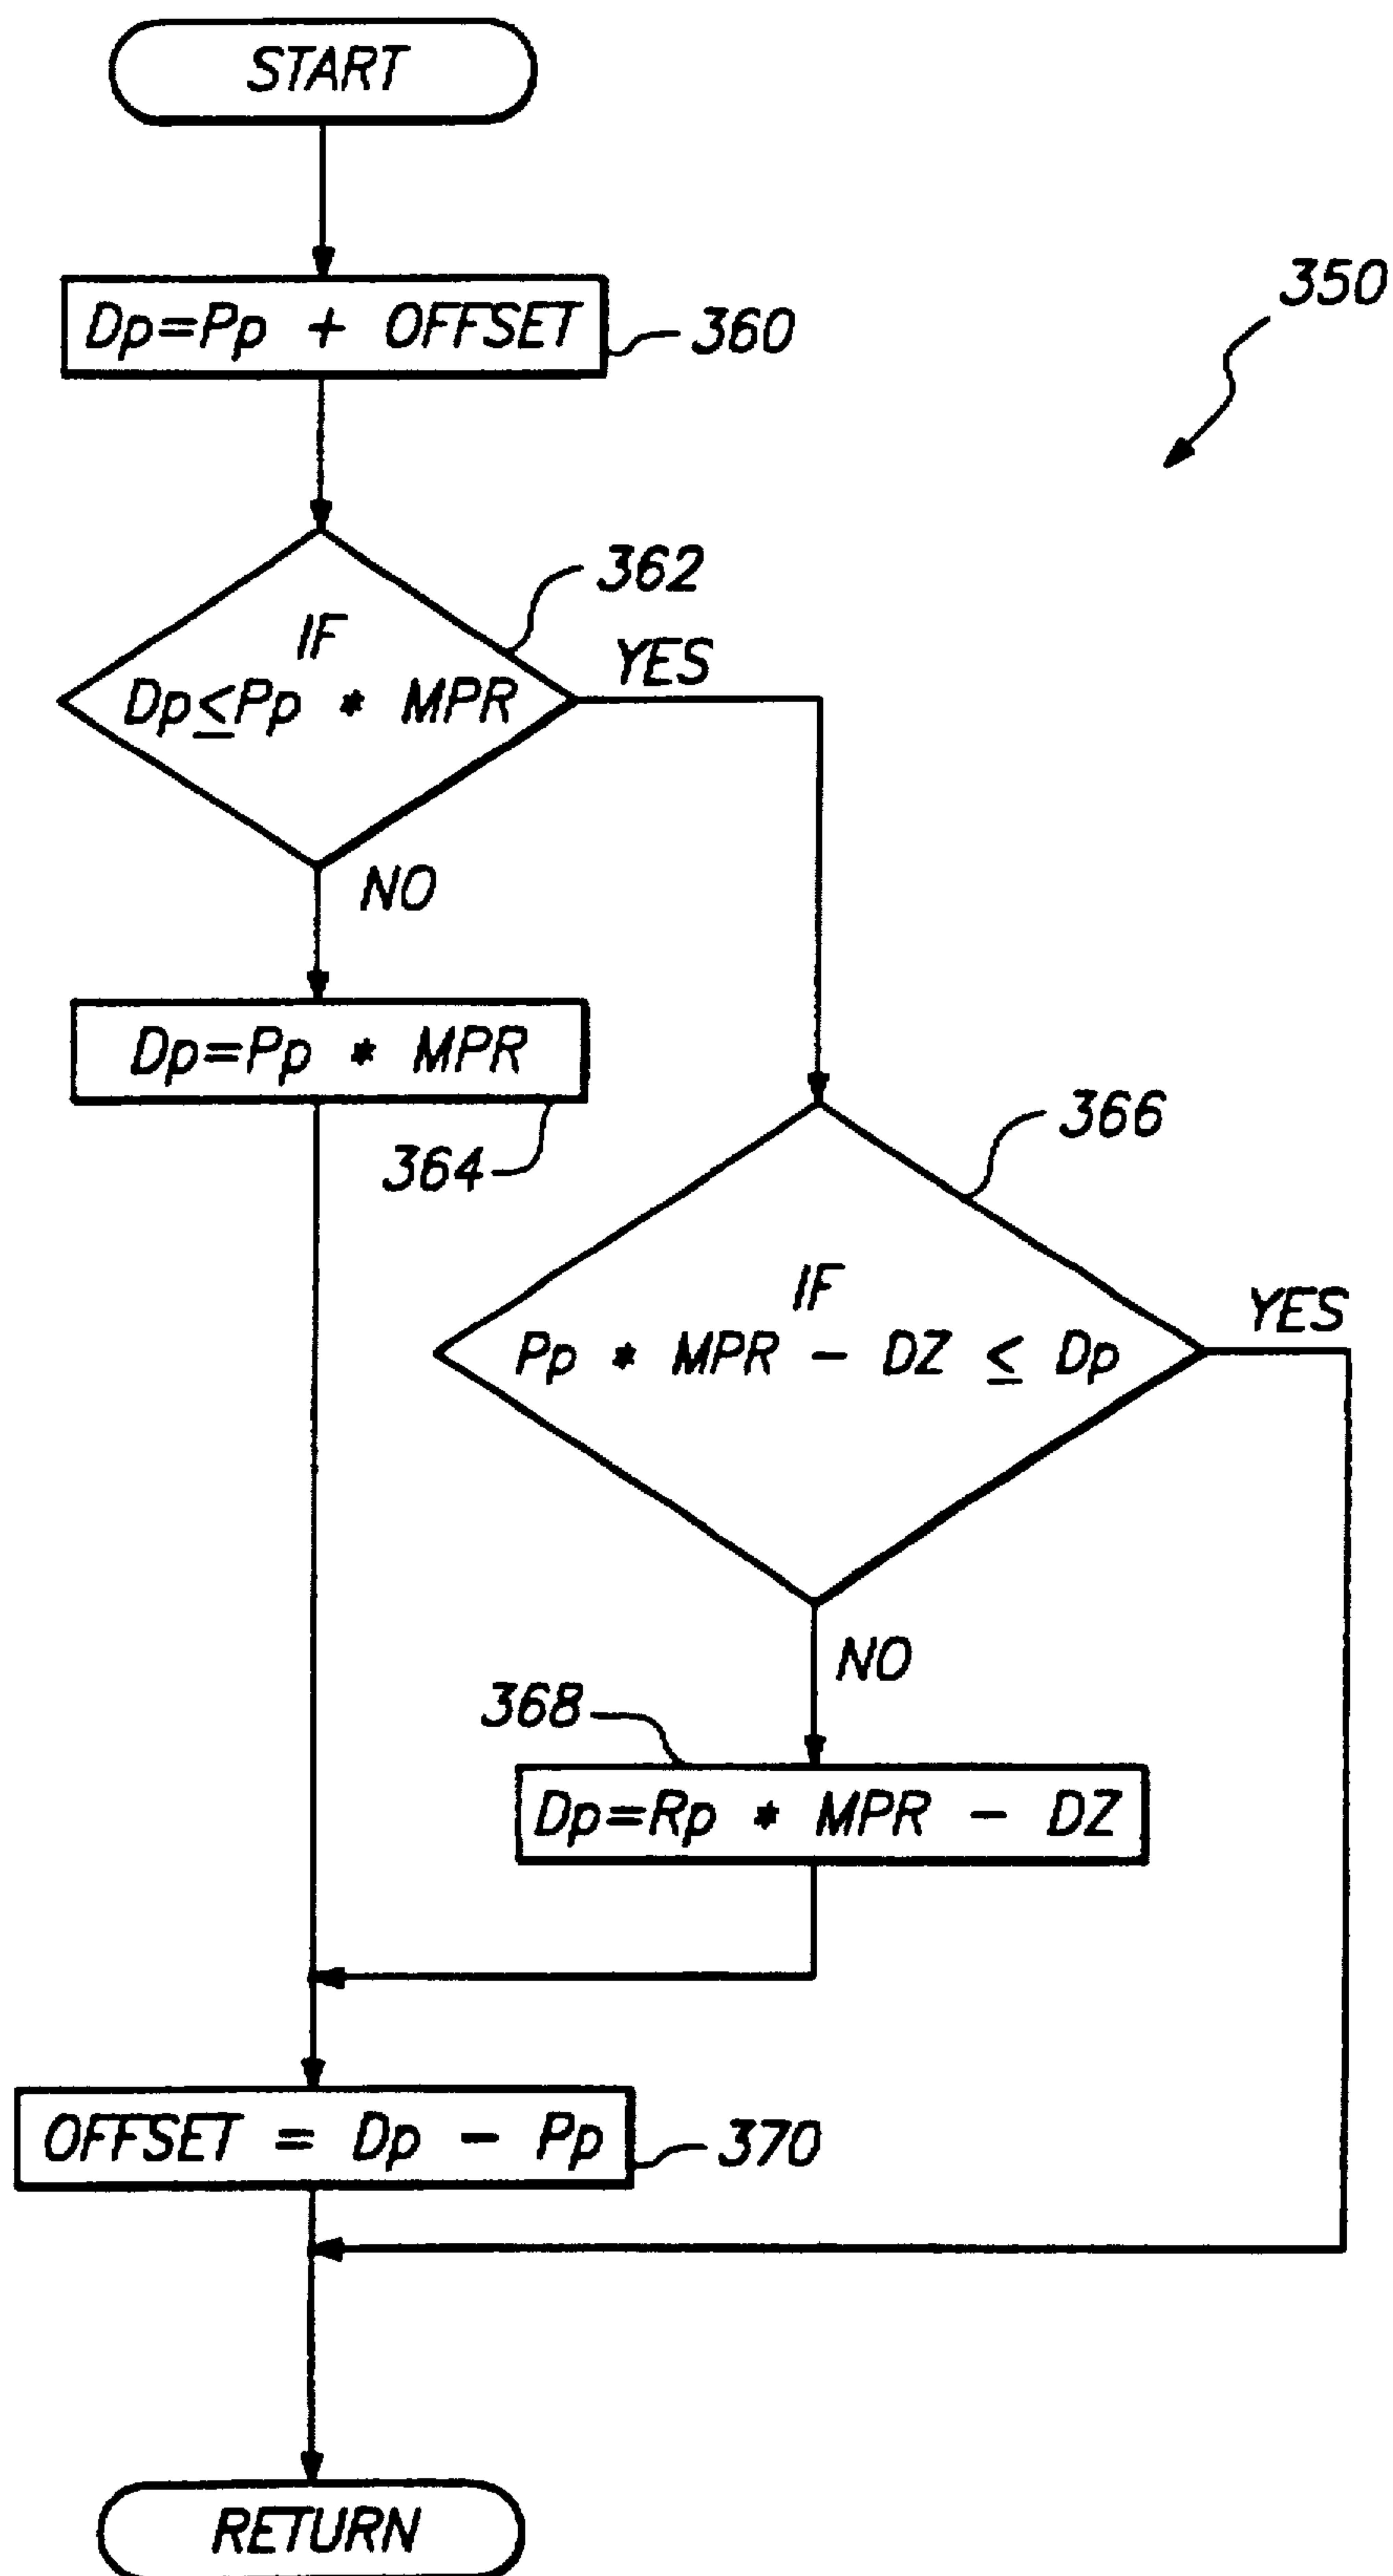 START
350
Dp=Pp + OFFSET
360
362
IF
Dp≤Pp * MPR
YES
NO
Dp=Pp * MPR
364
366
IF
Pp * MPR - DZ ≤ Dp
YES
NO
368
Dp=Rp * MPR - DZ
OFFSET = Dp - Pp
370
RETURN